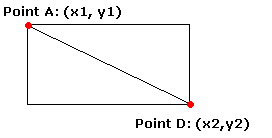 Point A: (x1, y1)
Point D: (x2,y2)